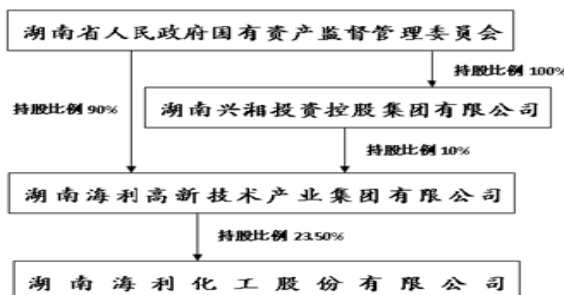 湖南省人民政府国有资产监督管理委员会
持股比例 100%
持股比例 90%
湖南兴湘投资控股集团有限公司
持股比例 10%
湖南海利高新技术产业集团有限公司
持股比例 23.50%
湖南海利化工股份有限公司